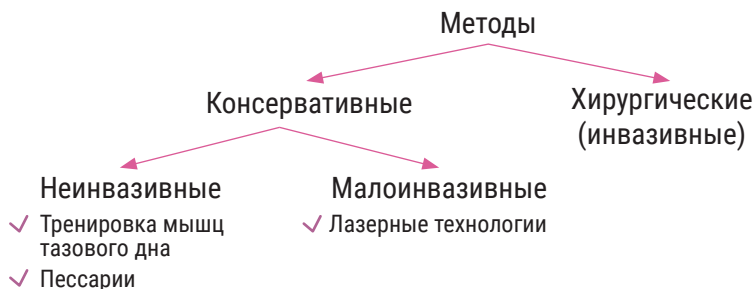 Методы
Консервативные
Хирургические
(инвазивные)
Неинвазивные
Тренировка мышц
тазового дна
Пессарии
Малоинвазивные
Лазерные технологии